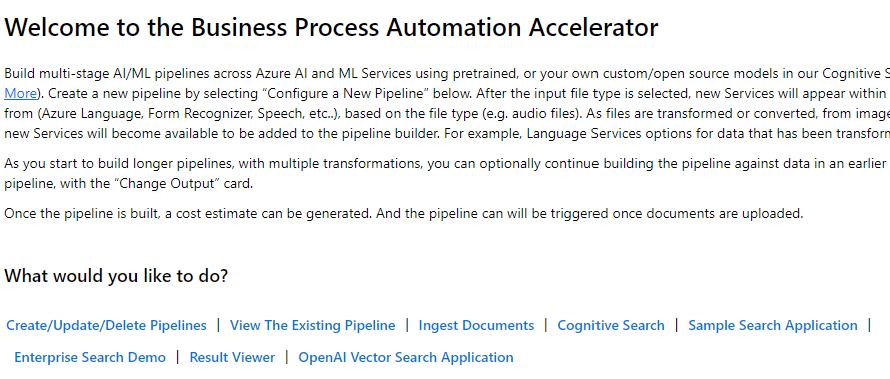 Welcome to the Business Process Automation Accelerator
Build multi-stage AI/ML pipelines across Azure AI and ML Services using pretrained, or your own custom/open source models in our Cognitive S
More). Create a new pipeline by selecting “Configure a New Pipeline” below. After the input file type is selected, new Services will appear within
from (Azure Language, Form Recognizer, Speech, etc..), based on the file type (e.g. audio files). As files are transformed or converted, from image
new Services will become available to be added to the pipeline builder. For example, Language Services options for data that has been transforn
As you start to build longer pipelines, with multiple transformations, you can optionally continue building the pipeline against data in an earlier
pipeline, with the “Change Output” card.
Once the pipeline is built, a cost estimate can be generated. And the pipeline can will be triggered once documents are uploaded.
What would you like to do?
Create/Update/Delete Pipelines | View The Existing Pipeline | Ingest Documents | Cognitive Search | Sample Search Application |
Enterprise Search Demo | Result Viewer | OpenAI Vector Search Application